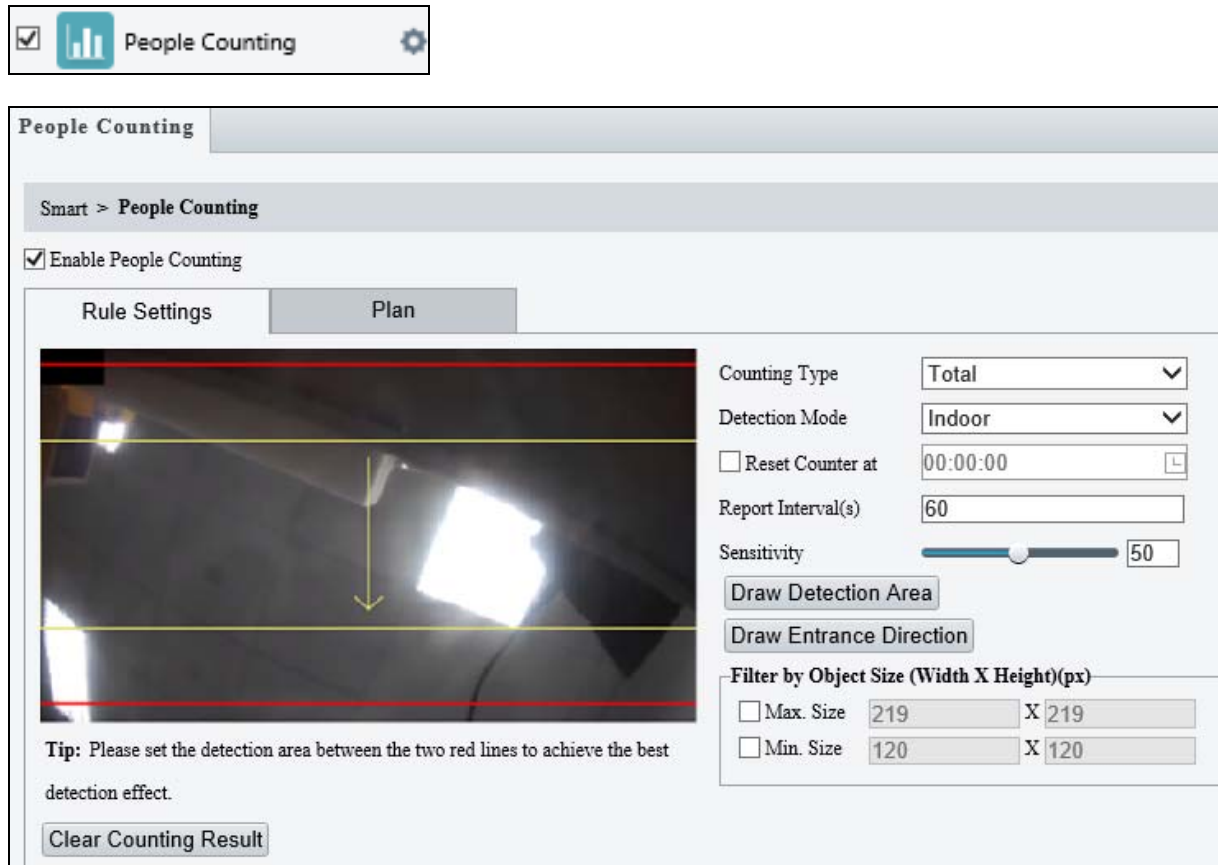 People Counting
People Counting
Smart > People Counting
Enable People Counting
Rule Settings
Plan
Counting Type
Total
Detection Mode
Indoor
Reset Counter at
00:00:00
Report Interval(s)
60
Sensitivity
50
Draw Detection Area
Draw Entrance Direction
Filter by Object Size (Width X Height)(px)
Max. Size 219 X 219
Min. Size 120 X 120
Tip: Please set the detection area between the two red lines to achieve the best
detection effect.
Clear Counting Result